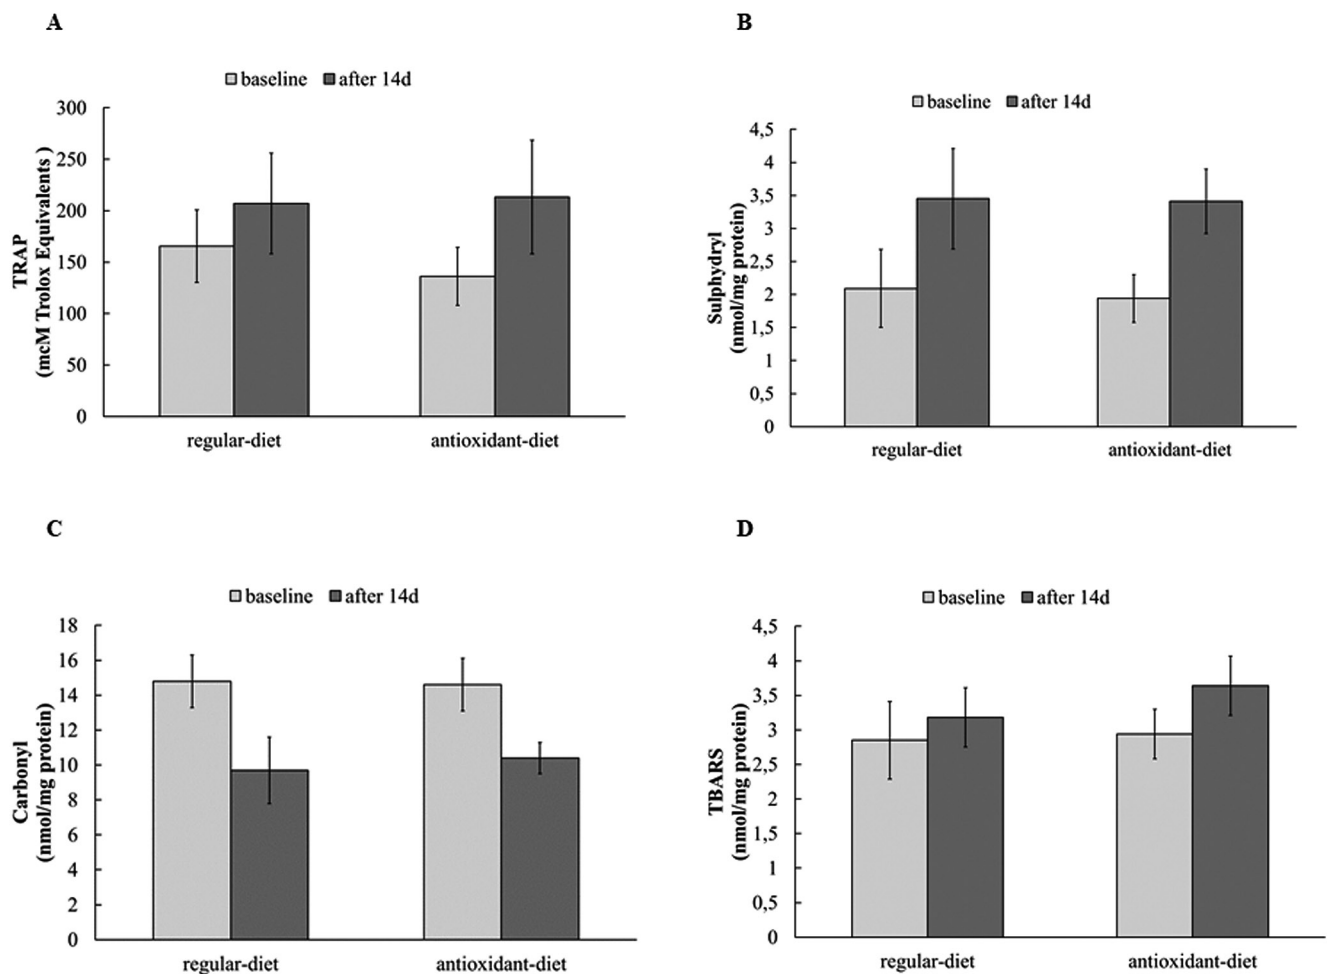 A
baseline after 14d
300
250
200
150
100
50
0
TRAP
(mcM Trolox Equivalents )
regular-diet antioxidant-diet
B
baseline after 14d
4,5
4
3,5
3
2,5
2
1,5
1
0,5
0
Sulphydryl
(nmol/mg protein)
regular-diet antioxidant-diet
C
baseline after 14d
18
16
14
12
10
8
6
4
2
0
Carbonyl
(nmol/mg protein)
regular-diet antioxidant-diet
D
baseline after 14d
4,5
4
3,5
3
2,5
2
1,5
1
0,5
0
TBARS
(nmol/mg protein)
regular-diet antioxidant-diet